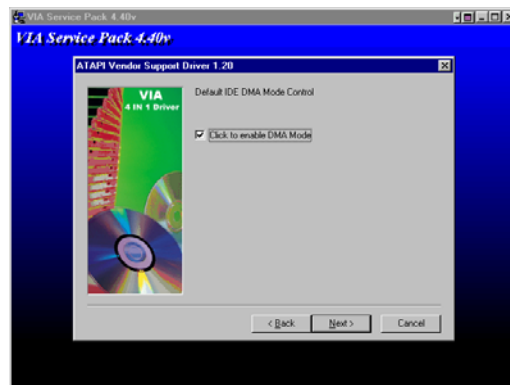 VIA Service Pack 4.40v
VIA Service Pack 4.40v
ATAPI Vendor Support Driver 1.20
VIA
4 IN 1 Driver
Default IDE DMA Mode Control
Click to enable DMA Mode
< Back
Next >
Cancel